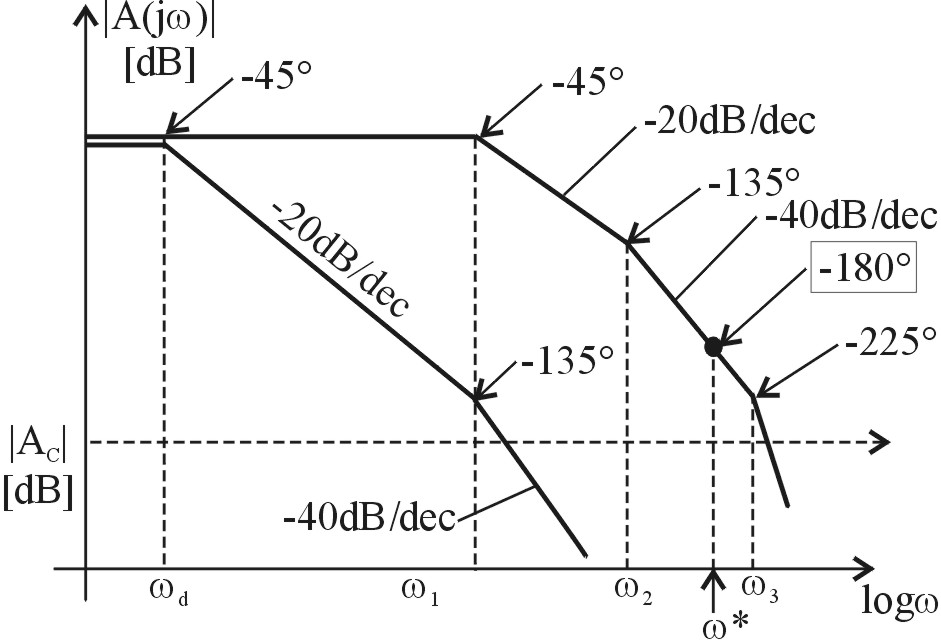 |A(jω)|
[dB]
-45°
-45°
-20dB/dec
-135°
-40dB/dec
-180°
-20dB/dec
-225°
-135°
|A_C|
[dB]
-40dB/dec
ω_d
ω_1
ω_2
ω_3
logω
ω*